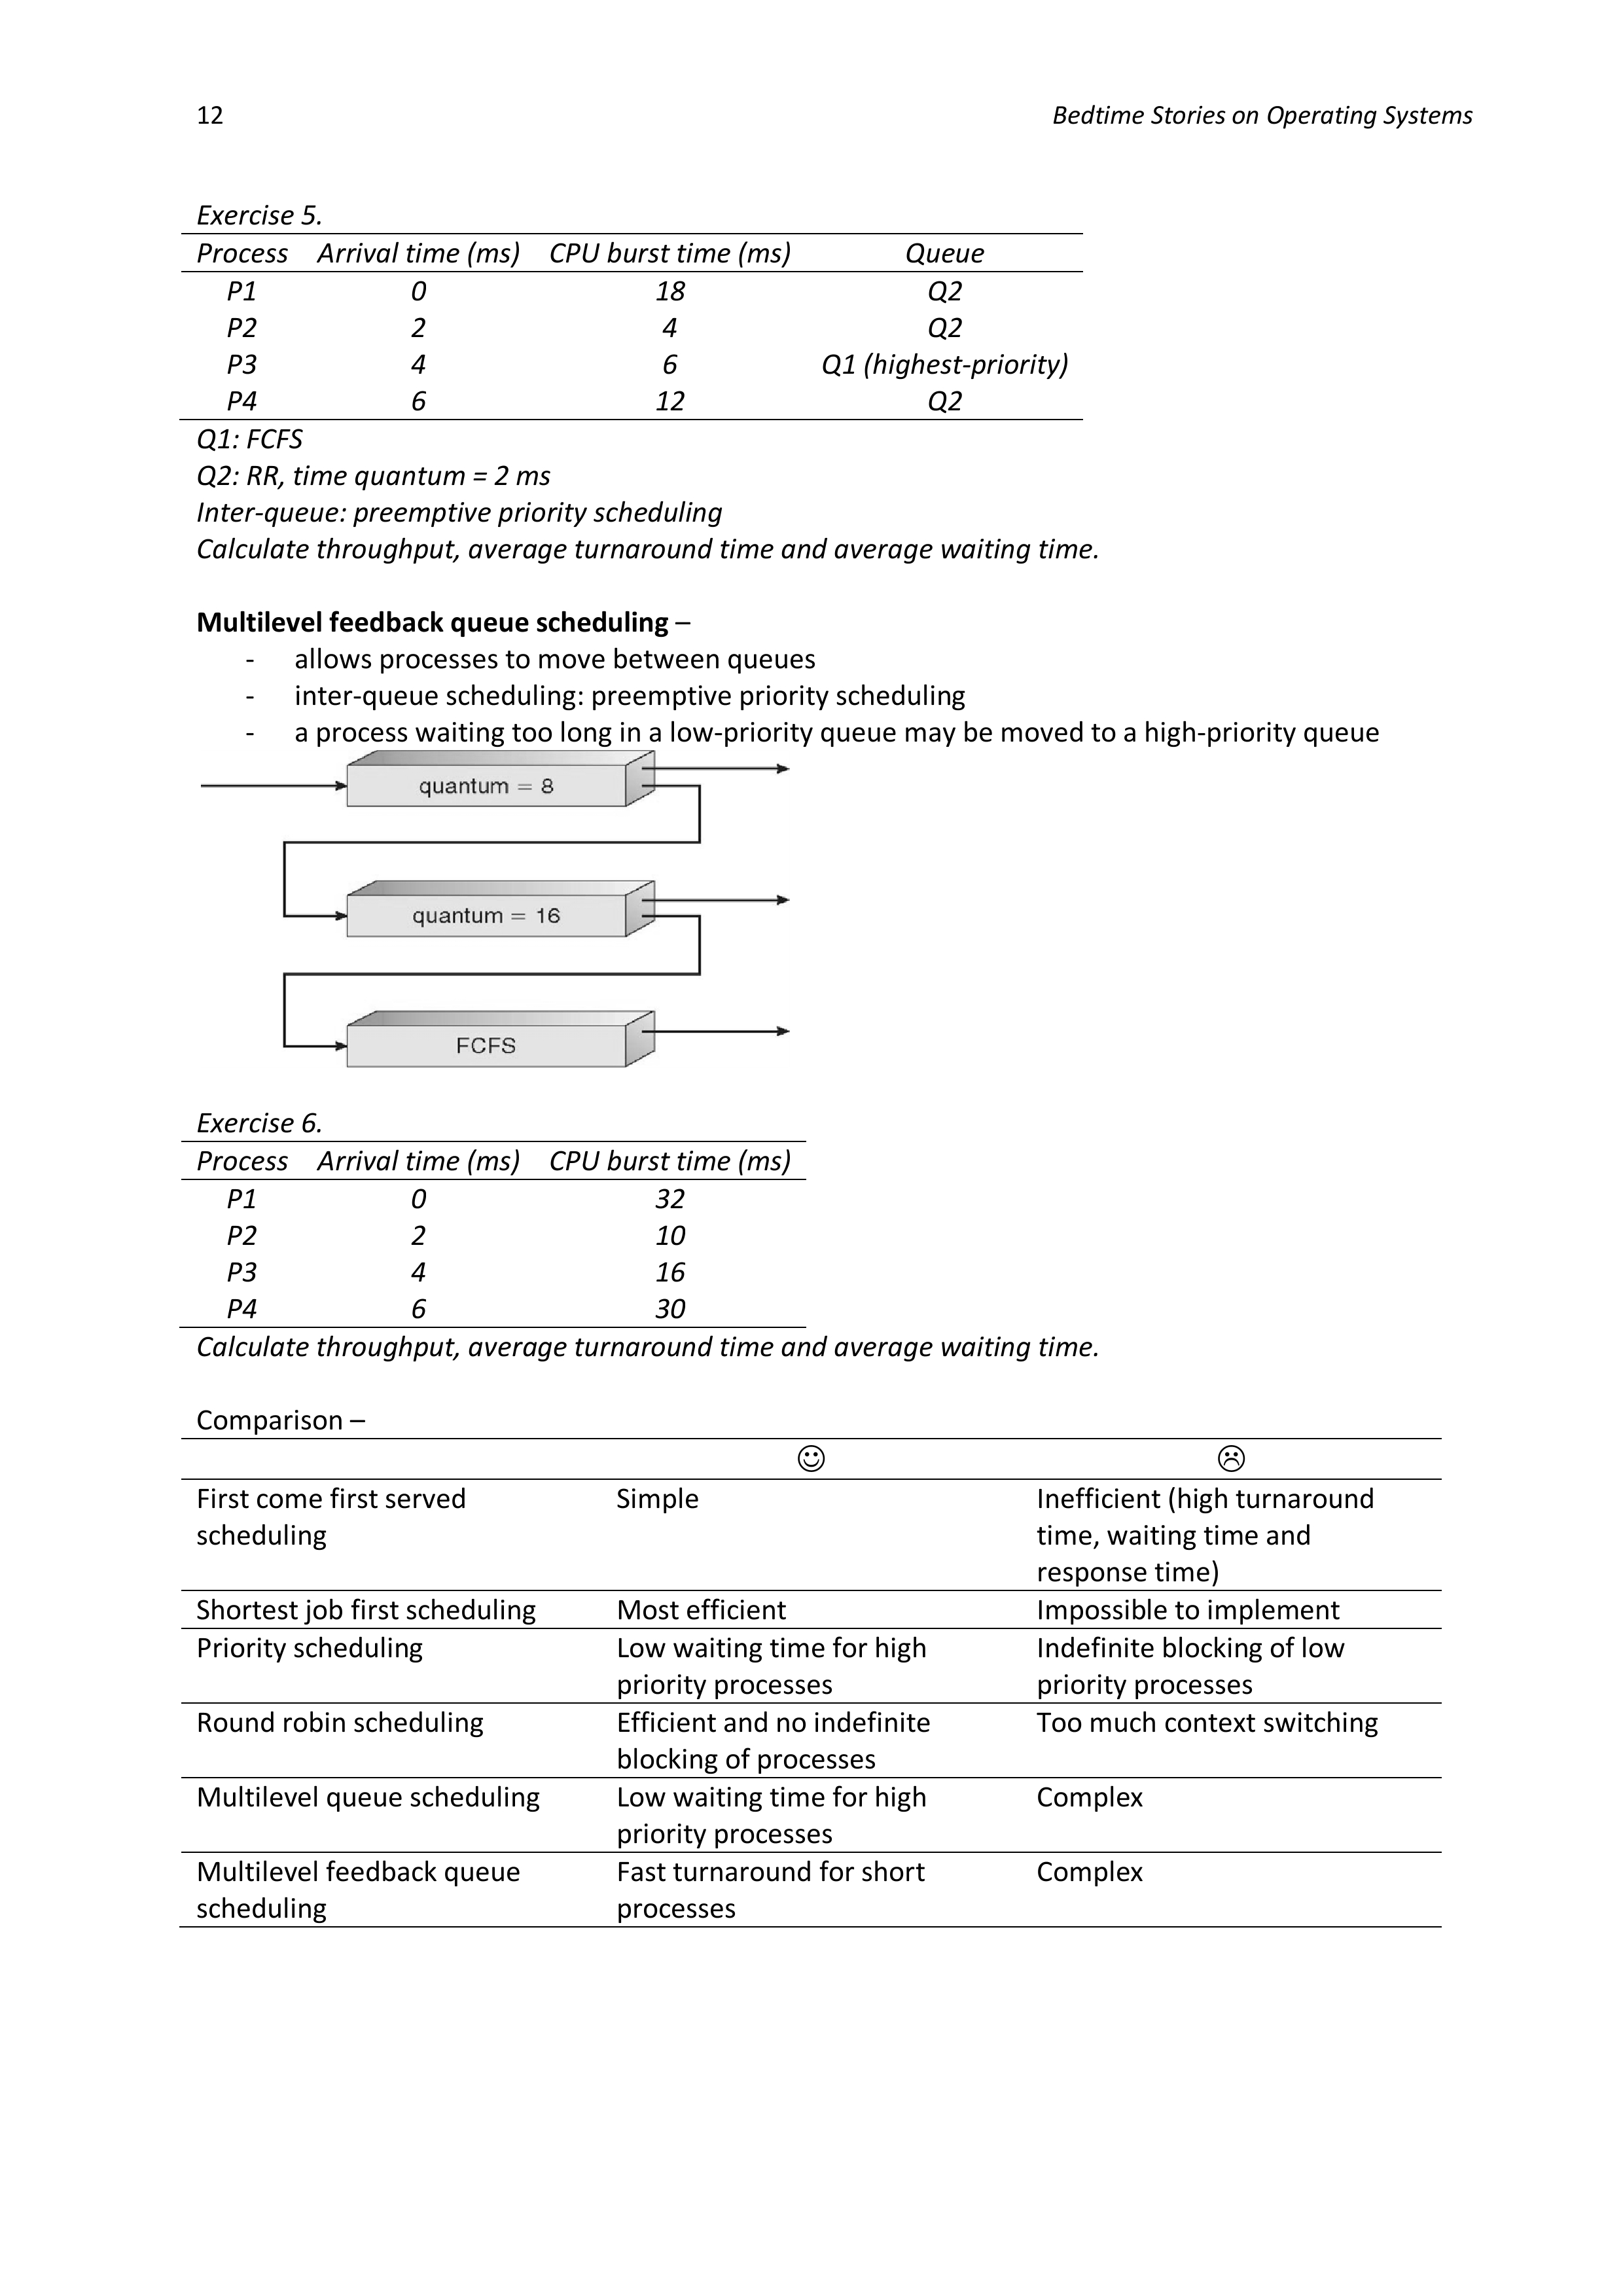 12 Bedtime Stories on Operating Systems
Exercise 5.
Process Arrival time (ms) CPU burst time (ms) Queue
P1 0 18 Q2
P2 2 4 Q2
P3 4 6 Q1 (highest-priority)
P4 6 12 Q2
Q1: FCFS
Q2: RR, time quantum = 2 ms
Inter-queue: preemptive priority scheduling
Calculate throughput, average turnaround time and average waiting time.
Multilevel feedback queue scheduling –
- allows processes to move between queues
- inter-queue scheduling: preemptive priority scheduling
- a process waiting too long in a low-priority queue may be moved to a high-priority queue
quantum = 8
quantum = 16
FCFS
Exercise 6.
Process Arrival time (ms) CPU burst time (ms)
P1 0 32
P2 2 10
P3 4 16
P4 6 30
Calculate throughput, average turnaround time and average waiting time.
Comparison –
☺ ☹
First come first served Simple Inefficient (high turnaround
scheduling time, waiting time and
response time)
Shortest job first scheduling Most efficient Impossible to implement
Priority scheduling Low waiting time for high Indefinite blocking of low
priority processes priority processes
Round robin scheduling Efficient and no indefinite Too much context switching
blocking of processes
Multilevel queue scheduling Low waiting time for high Complex
priority processes
Multilevel feedback queue Fast turnaround for short Complex
scheduling processes